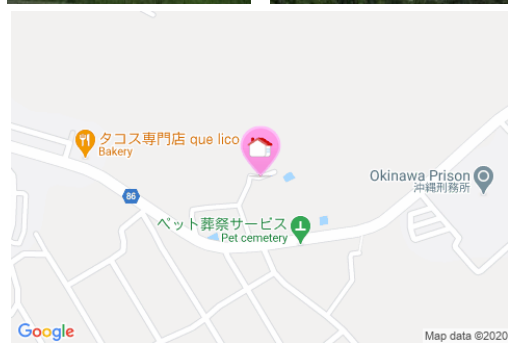 タコス専門店 que lico
Bakery
Okinawa Prison
沖縄刑務所
86
ペット葬祭サービス
Pet cemetery
Google
Map data ©2020